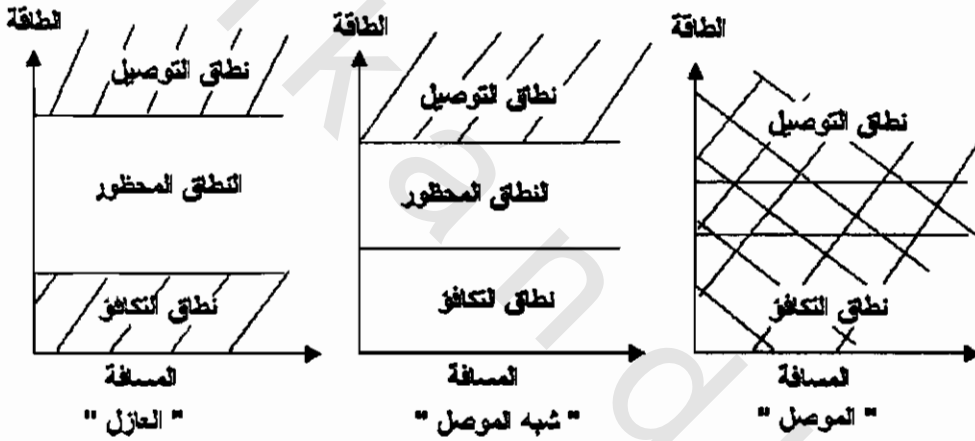 الطاقة
نطاق التوصيل
النطاق المحظور
نطاق التكافؤ
المسافة
" العازل "
الطاقة
نطاق التوصيل
النطاق المحظور
نطاق التكافؤ
المسافة
" شبه الموصل "
الطاقة
نطاق التوصيل
نطاق التكافؤ
المسافة
" الموصل "